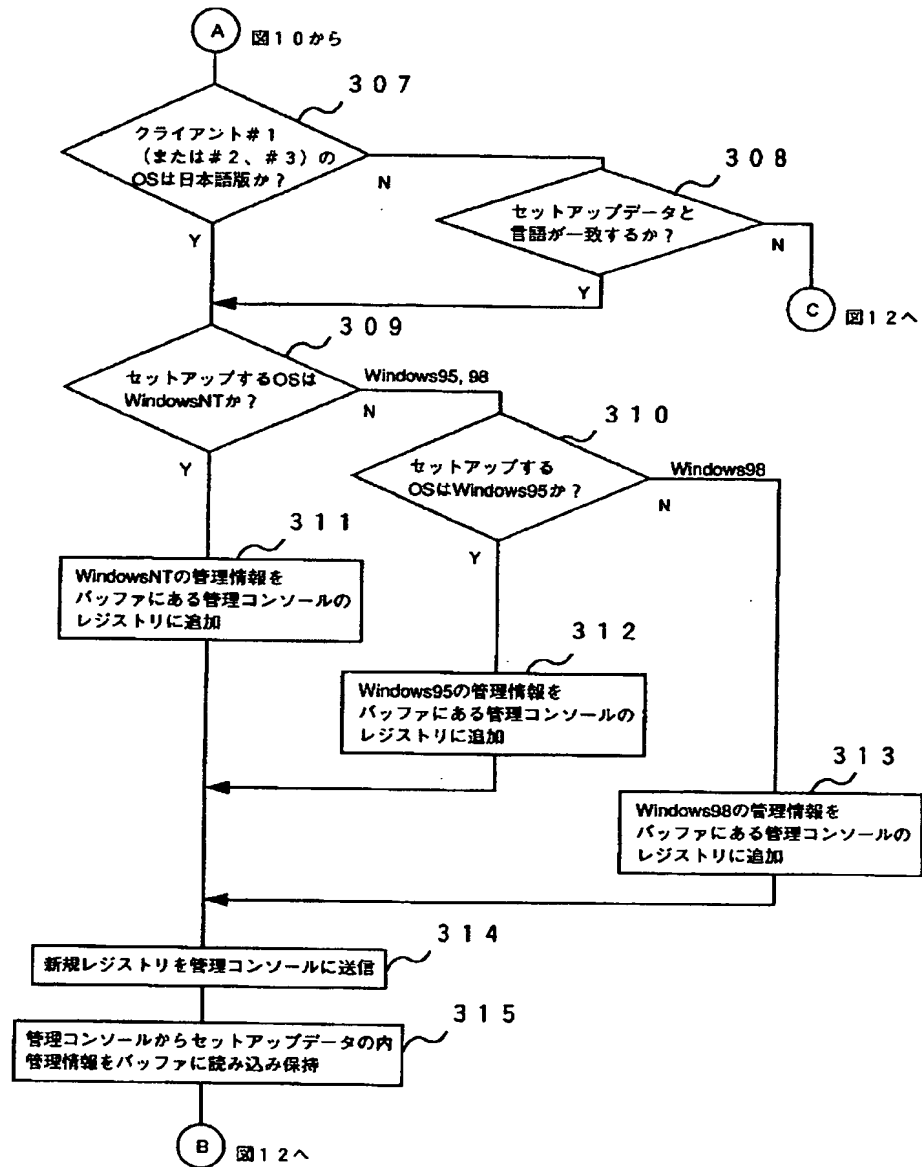 A
図10から
307
クライアント#1
(または#2、#3)の
OSは日本語版か?
N
Y
308
セットアップデータと
言語が一致するか?
N
Y
C
図12へ
309
セットアップするOSは
WindowsNTか?
Windows95, 98
N
Y
310
セットアップする
OSはWindows95か?
Windows98
N
Y
311
WindowsNTの管理情報を
バッファにある管理コンソールの
レジストリに追加
312
Windows95の管理情報を
バッファにある管理コンソールの
レジストリに追加
313
Windows98の管理情報を
バッファにある管理コンソールの
レジストリに追加
314
新規レジストリを管理コンソールに送信
315
管理コンソールからセットアップデータの内
管理情報をバッファに読み込み保持
B
図12へ